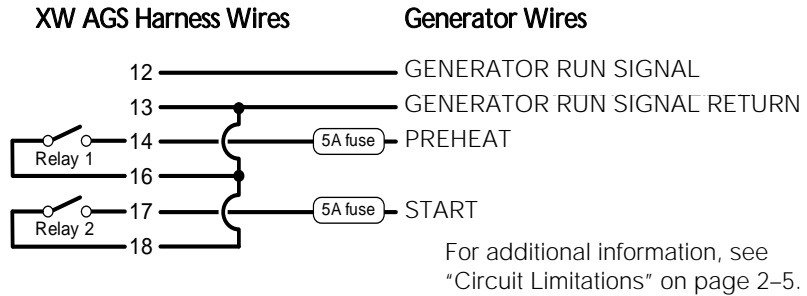 XW AGS Harness Wires Generator Wires
12 GENERATOR RUN SIGNAL
13 GENERATOR RUN SIGNAL RETURN
14 5A fuse PREHEAT
Relay 1
16
17 5A fuse START
Relay 2
18
For additional information, see
"Circuit Limitations" on page 2–5.